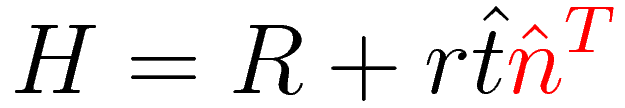 H = R + rt̂n̂ᵀ